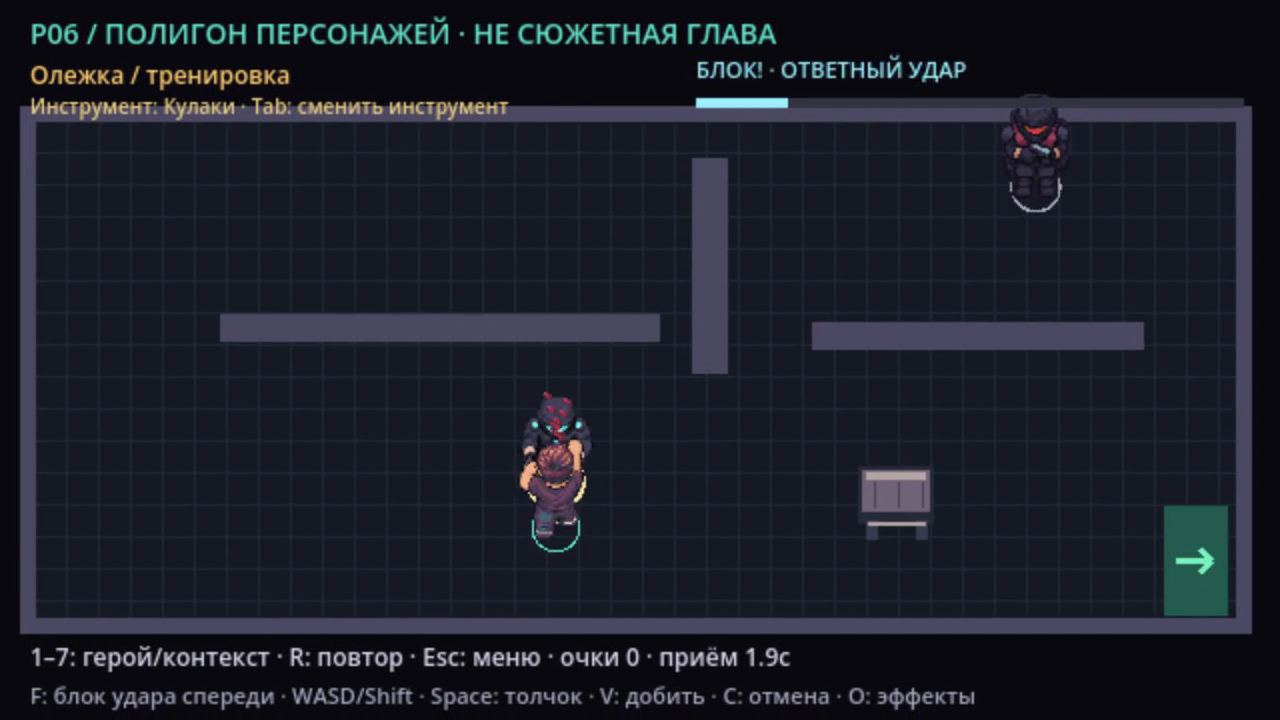 P06 / ПОЛИГОН ПЕРСОНАЖЕЙ · НЕ СЮЖЕТНАЯ ГЛАВА
Олежка / тренировка
БЛОК! · ОТВЕТНЫЙ УДАР
Инструмент: Кулаки · Tab: сменить инструмент
→
1–7: герой/контекст · R: повтор · Esc: меню · очки 0 · приём 1.9с
F: блок удара спереди · WASD/Shift · Space: толчок · V: добить · C: отмена · O: эффекты